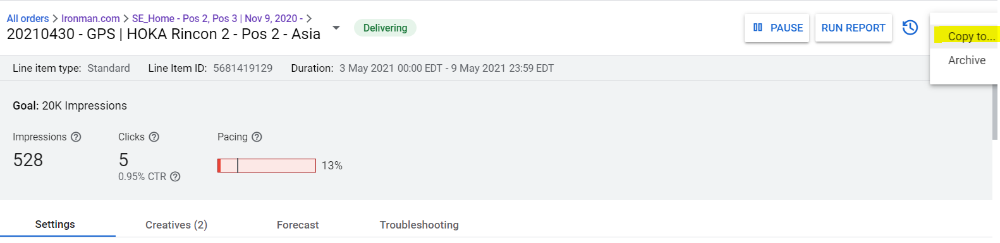 All orders > Ironman.com > SE_Home - Pos 2, Pos 3 | Nov 9, 2020 - >
20210430 - GPS | HOKA Rincon 2 - Pos 2 - Asia
Delivering
PAUSE
RUN REPORT
Copy to...
Archive
Line item type: Standard Line Item ID: 5681419129 Duration: 3 May 2021 00:00 EDT - 9 May 2021 23:59 EDT
Goal: 20K Impressions
Impressions ? Clicks ? Pacing ?
528 5 13%
0.95% CTR ?
Settings Creatives (2) Forecast Troubleshooting